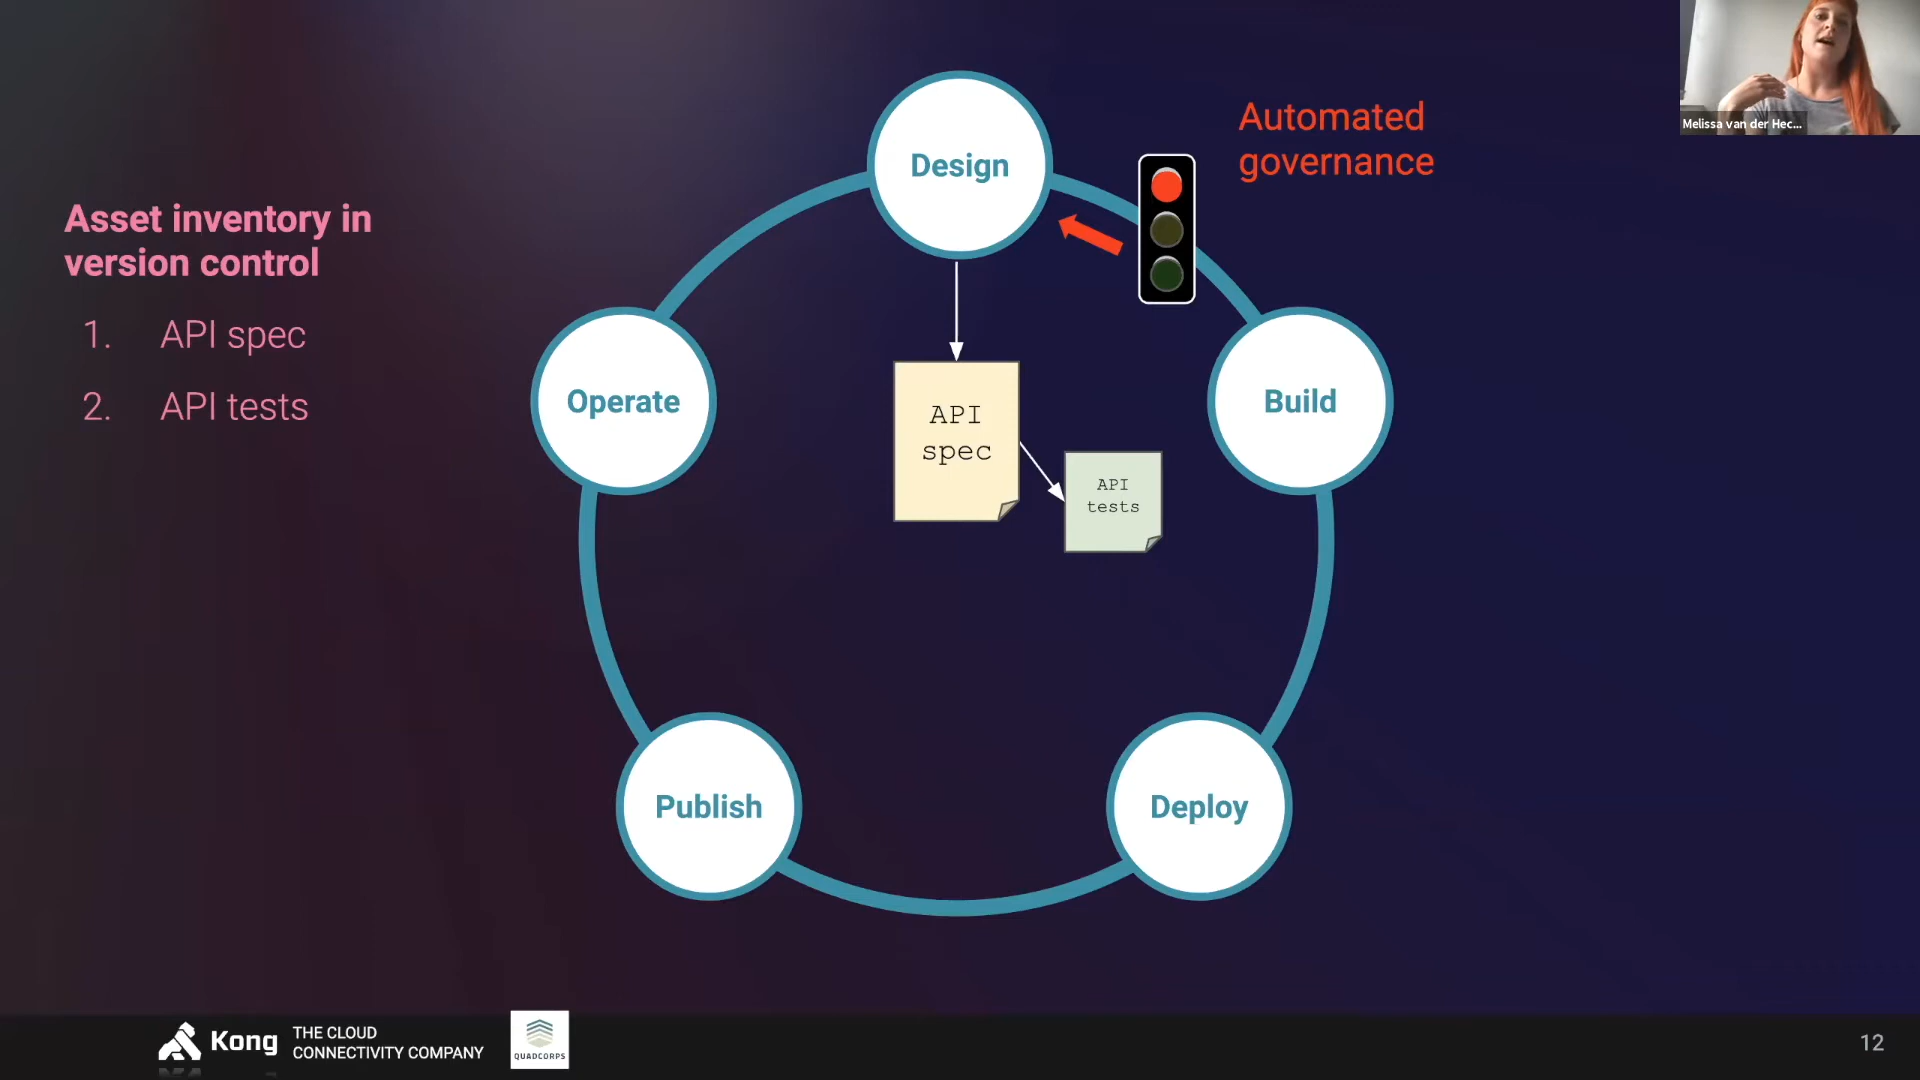 Design
Automated
governance
Melissa van der Hec...
Asset inventory in
version control
1. API spec
2. API tests
Operate
API
spec
API
tests
Build
Publish
Deploy
Kong
THE CLOUD
CONNECTIVITY COMPANY
QUADCORPS
12